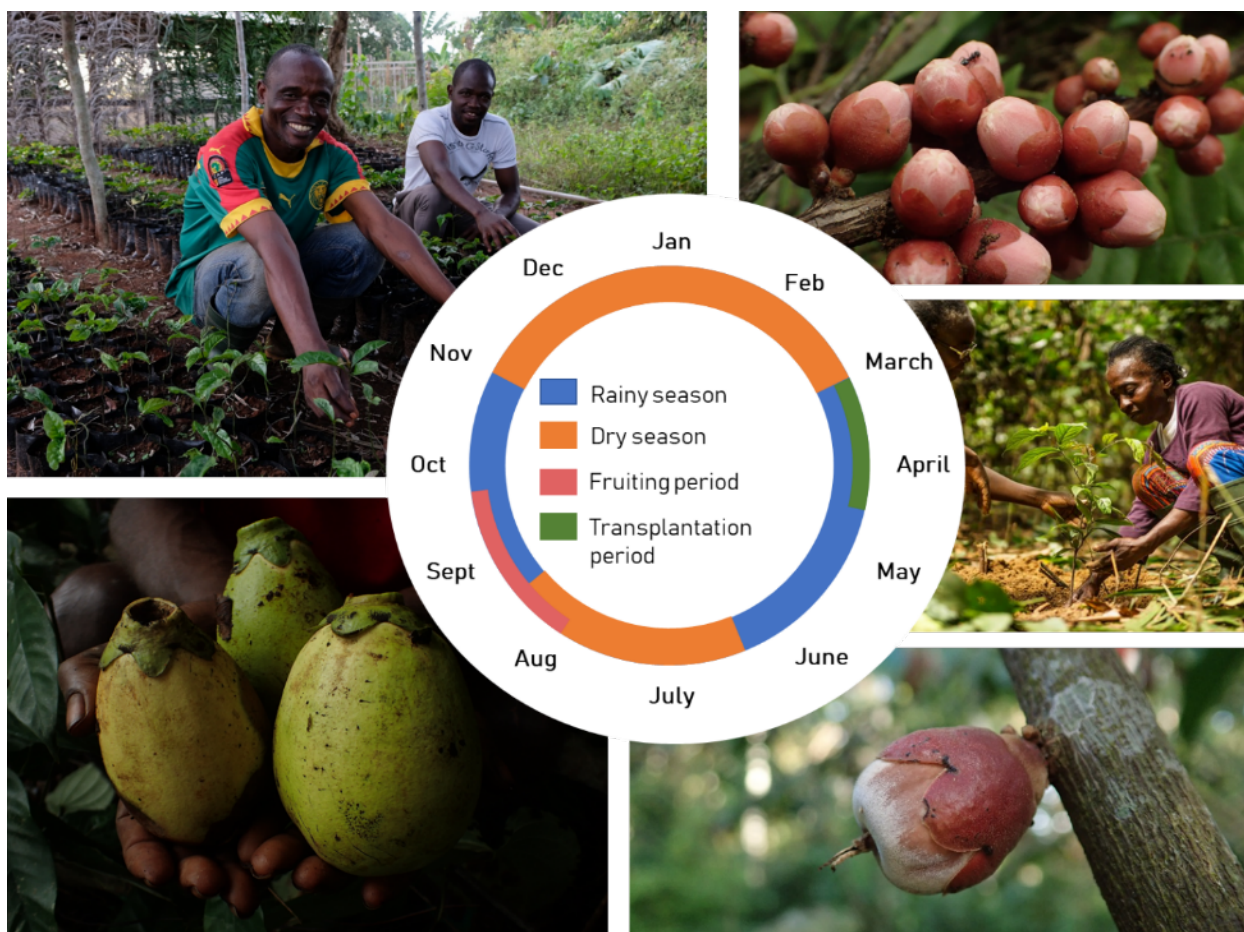 Jan
Feb
March
April
May
June
July
Aug
Sept
Oct
Nov
Dec
Rainy season
Dry season
Fruiting period
Transplantation
period